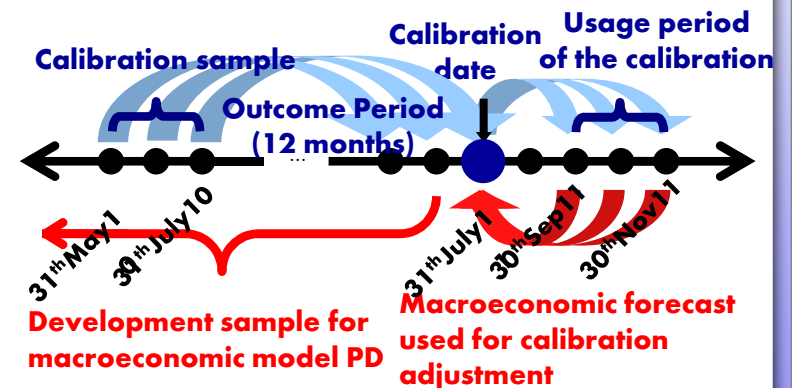 Calibration sample
Calibration
date
Usage period
of the calibration
Outcome Period
(12 months)
...
31th May1
31th July10
31th July1
30th Sep11
30th Nov11
Development sample for
macroeconomic model PD
Macroeconomic forecast
used for calibration
adjustment